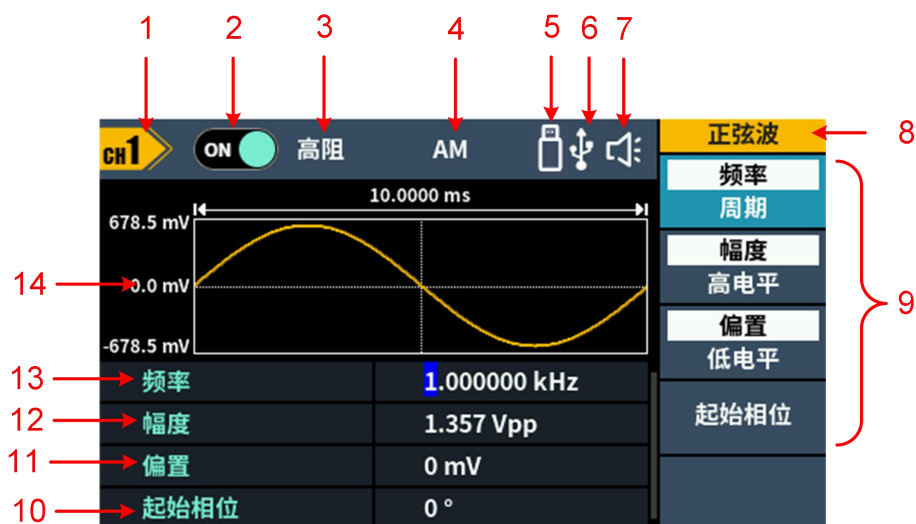 1 2 3 4 5 6 7
CH1 ON 高阻 AM 正弦波 8
10.0000 ms
频率
周期
678.5 mV
幅度
高电平
14 0.0 mV
9
偏置
低电平
-678.5 mV
13 频率 1.000000 kHz
起始相位
12 幅度 1.357 Vpp
11 偏置 0 mV
10 起始相位 0 °